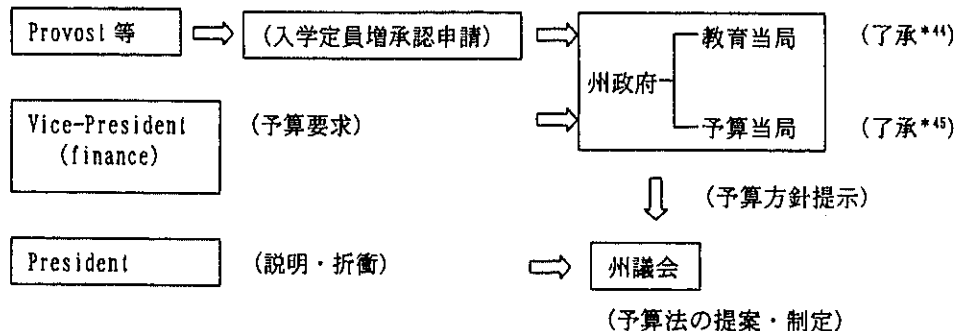 Provost 等
(入学定員増承認申請)
教育当局
(了承*44)
州政府
Vice-President
(finance)
(予算要求)
予算当局
(了承*45)
(予算方針提示)
President
(説明・折衝)
州議会
(予算法の提案・制定)